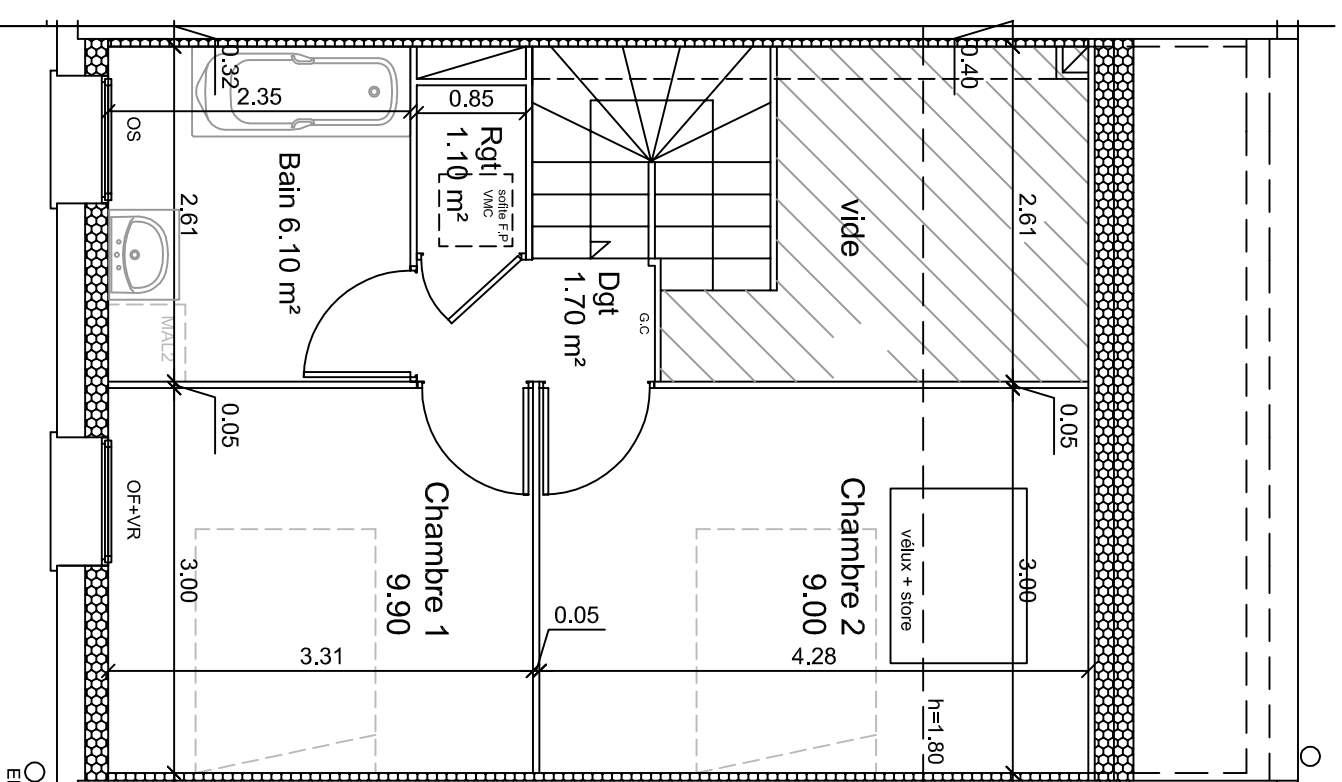 0.32
2.35
0.85
0.40
OS
Bain 6.10 m²
Rgt
1.10 m²
sofite F.P
VMC
2.61
vide
2.61
Dgt
1.70 m²
G.C
MAL2
0.05
0.05
OF+VR
Chambre 1
9.90
Chambre 2
9.00
vélux + store
3.00
3.00
0.05
3.31
4.28
h=1.80